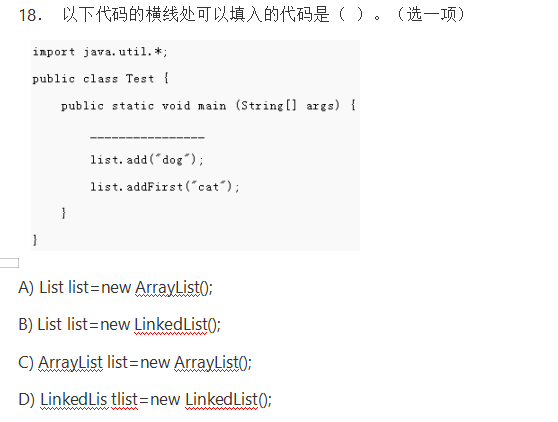 18. 以下代码的横线处可以填入的代码是（ ）。（选一项）
import java.util.*;
public class Test {
public static void main (String[] args) {
________________
list.add("dog");
list.addFirst("cat");
}
}
A) List list=new ArrayList();
B) List list=new LinkedList();
C) ArrayList list=new ArrayList();
D) LinkedLis tlist=new LinkedList();